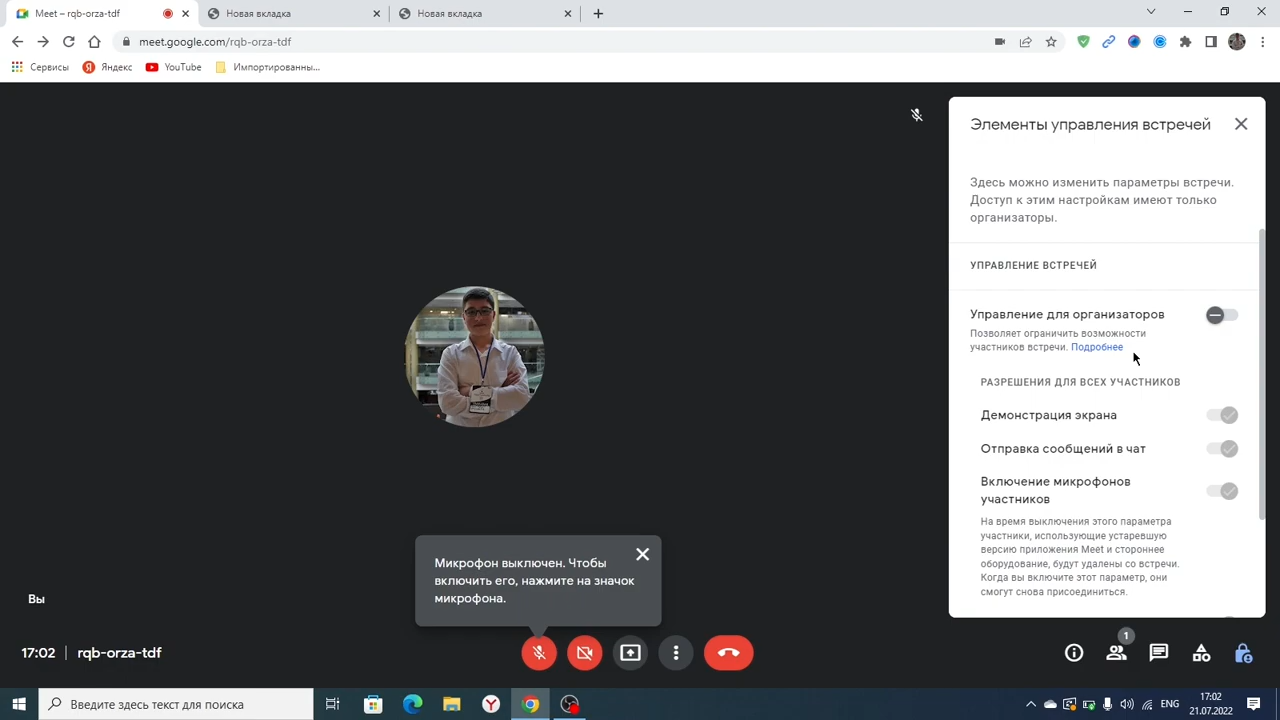 Meet – rqb-orza-tdf
Новая вкладка
Новая вкладка
meet.google.com/rqb-orza-tdf
Сервисы
Яндекс
YouTube
Импортированны...
Элементы управления встречей
Здесь можно изменить параметры встречи.
Доступ к этим настройкам имеют только
организаторы.
УПРАВЛЕНИЕ ВСТРЕЧЕЙ
Управление для организаторов
Позволяет ограничить возможности
участников встречи. Подробнее
РАЗРЕШЕНИЯ ДЛЯ ВСЕХ УЧАСТНИКОВ
Демонстрация экрана
Отправка сообщений в чат
Включение микрофонов
участников
На время выключения этого параметра
участники, использующие устаревшую
версию приложения Meet и стороннее
оборудование, будут удалены со встречи.
Когда вы включите этот параметр, они
смогут снова присоединиться.
Микрофон выключен. Чтобы
включить его, нажмите на значок
микрофона.
Вы
17:02 | rqb-orza-tdf
1
Введите здесь текст для поиска
ENG
17:02
21.07.2022